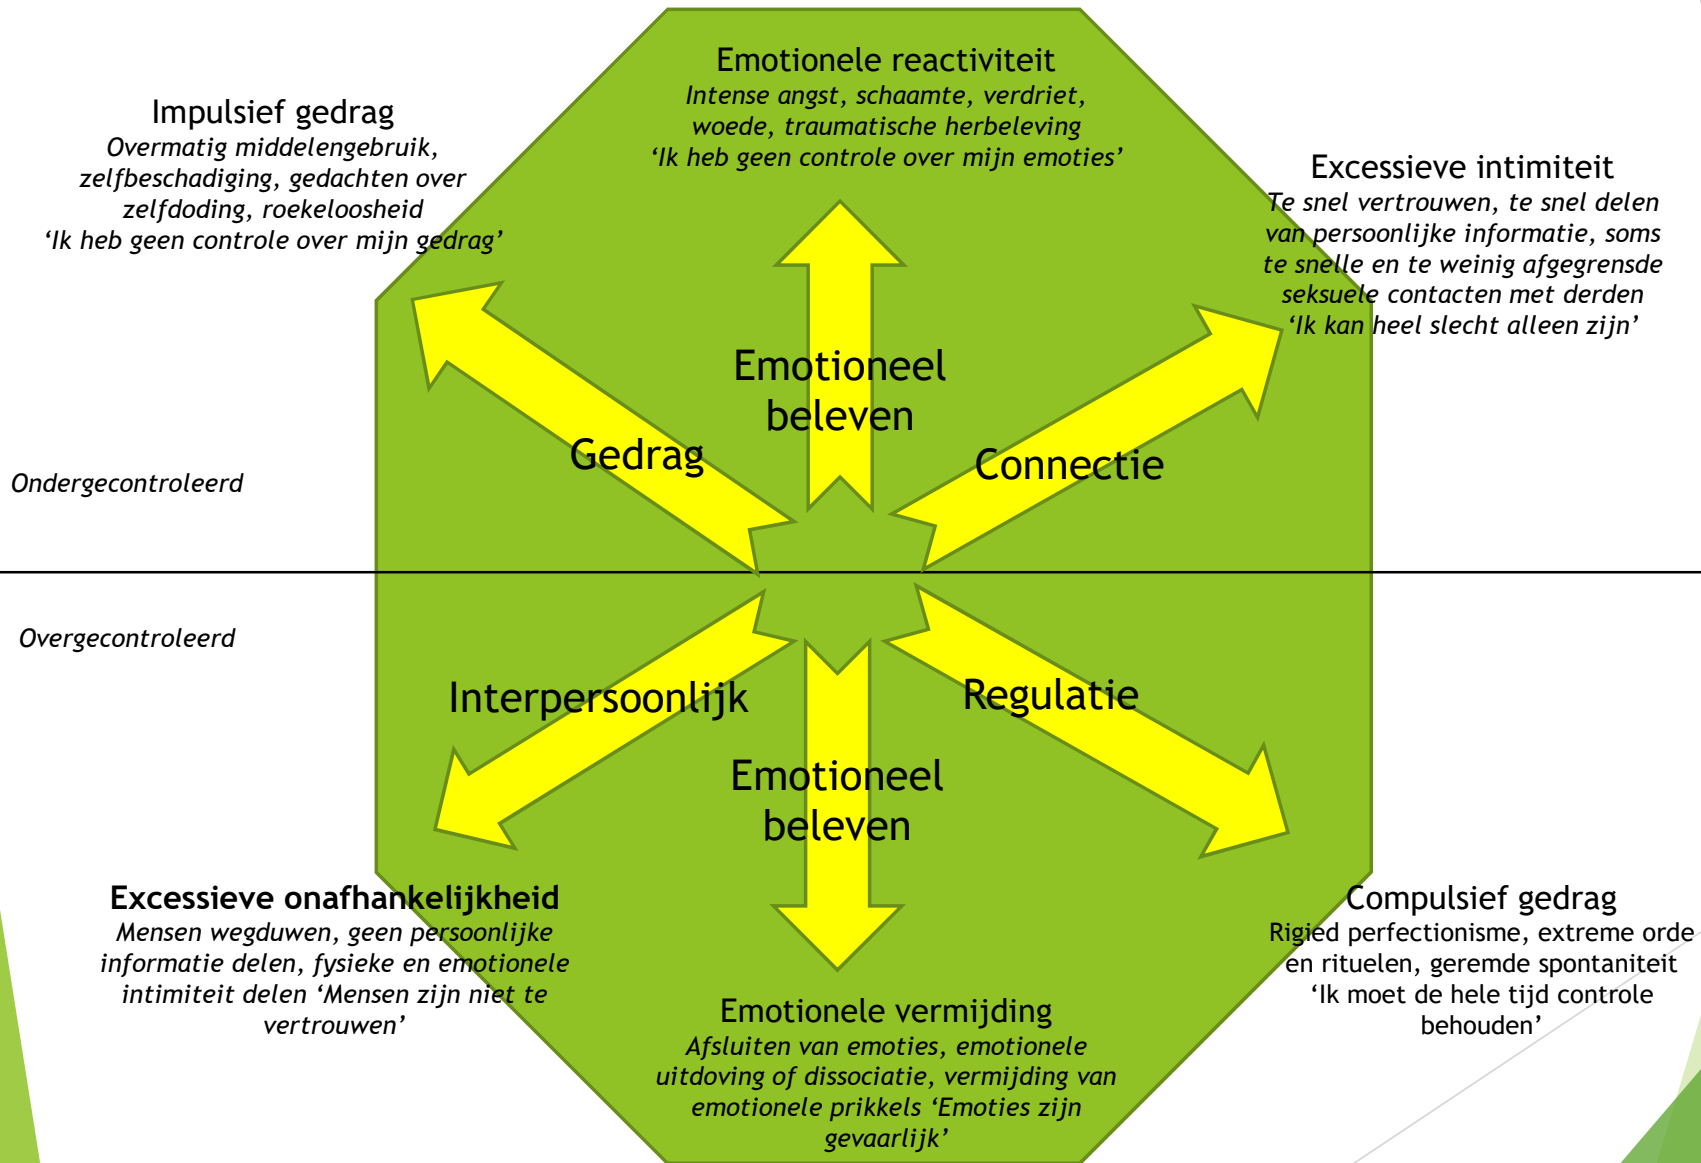 Emotionele reactiviteit
Intense angst, schaamte, verdriet,
woede, traumatische herbeleving
‘Ik heb geen controle over mijn emoties’
Impulsief gedrag
Overmatig middelengebruik,
zelfbeschadiging, gedachten over
zelfdoding, roekeloosheid
‘Ik heb geen controle over mijn gedrag’
Excessieve intimiteit
Te snel vertrouwen, te snel delen
van persoonlijke informatie, soms
te snelle en te weinig afgegrensde
seksuele contacten met derden
‘Ik kan heel slecht alleen zijn’
Emotioneel
beleven
Gedrag
Connectie
Ondergecontroleerd
Overgecontroleerd
Interpersoonlijk
Regulatie
Emotioneel
beleven
Excessieve onafhankelijkheid
Mensen wegduwen, geen persoonlijke
informatie delen, fysieke en emotionele
intimiteit delen ‘Mensen zijn niet te
vertrouwen’
Compulsief gedrag
Rigied perfectionisme, extreme orde
en rituelen, geremde spontaniteit
‘Ik moet de hele tijd controle
behouden’
Emotionele vermijding
Afsluiten van emoties, emotionele
uitdoving of dissociatie, vermijding van
emotionele prikkels ‘Emoties zijn
gevaarlijk’